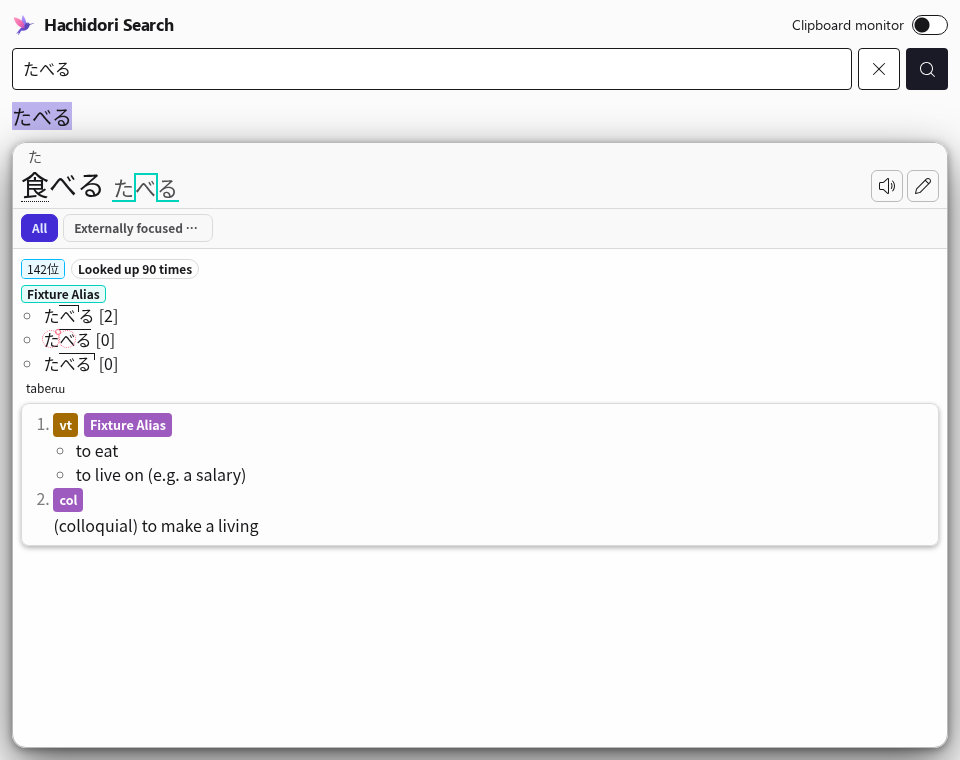 Hachidori Search
Clipboard monitor
たべる
たべる
た
食べる たべる
All Externally focused ···
142位 Looked up 90 times
Fixture Alias
たべる [2]
たべる [0]
たべる [0]
taberɯ
1. vt Fixture Alias
to eat
to live on (e.g. a salary)
2. col
(colloquial) to make a living